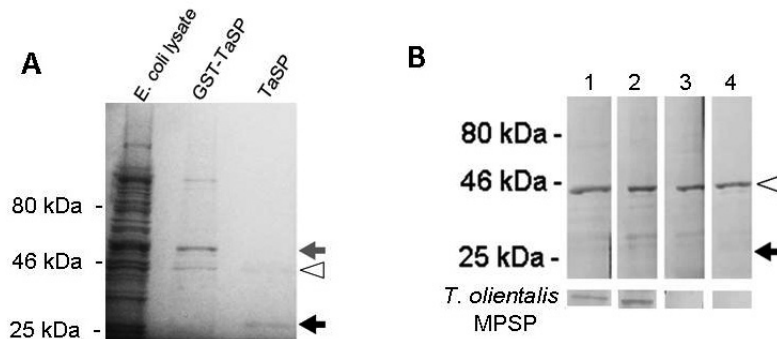 A
E. coli lysate
GST-TaSP
TaSP
80 kDa -
46 kDa -
25 kDa -
B
1 2 3 4
80 kDa -
46 kDa -
25 kDa -
T. olientalis
MPSP